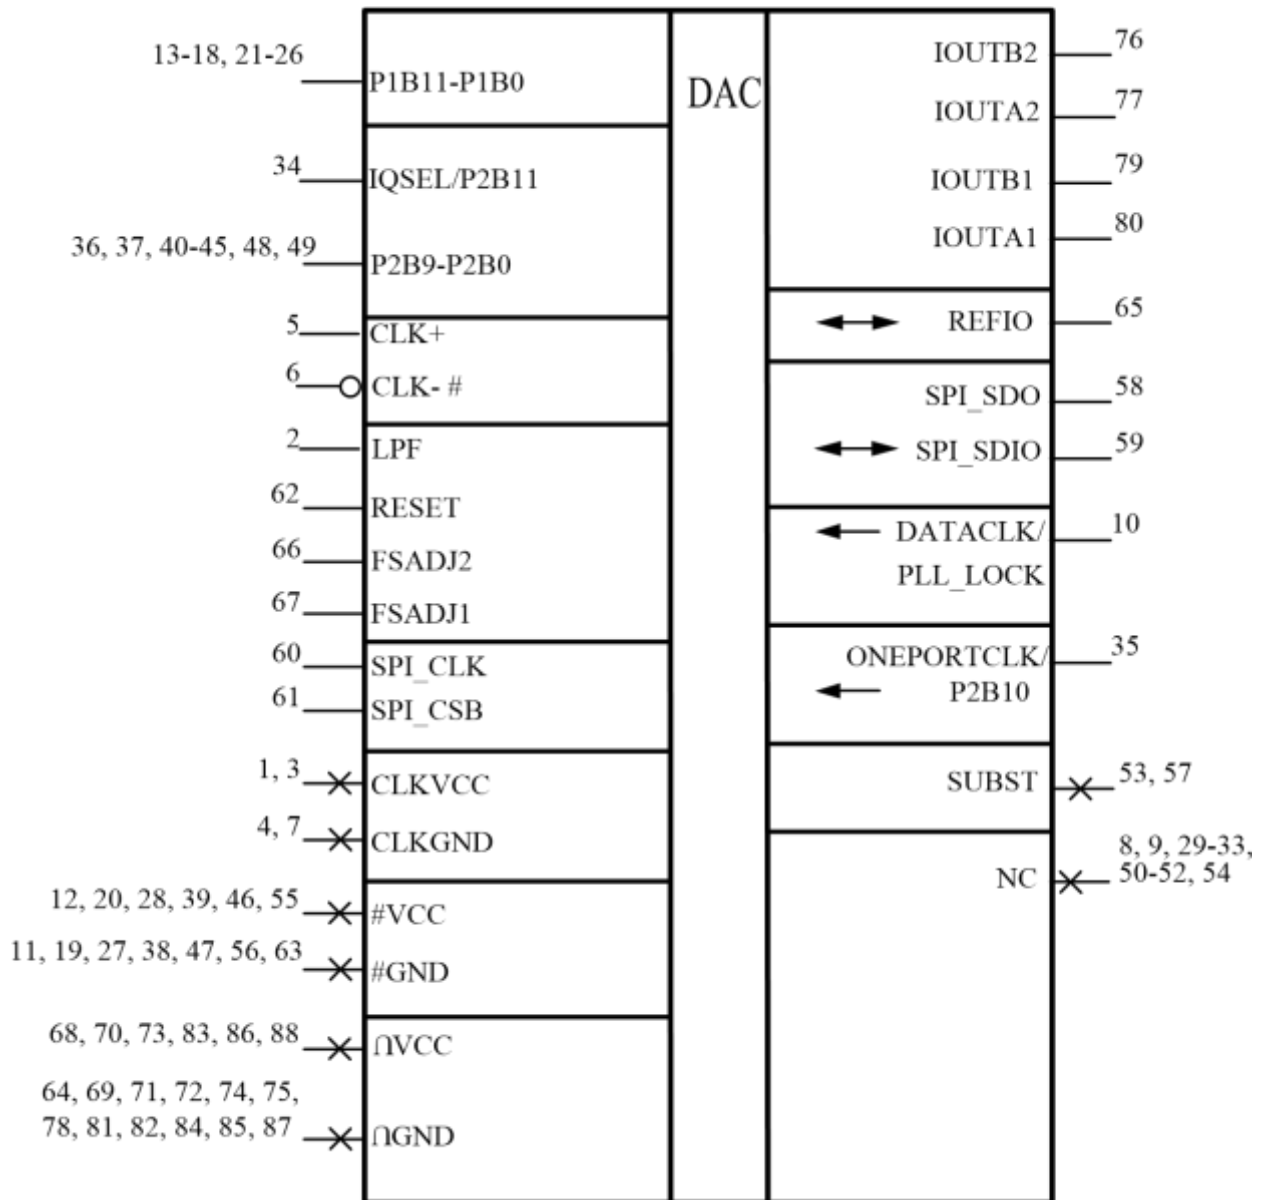 13-18, 21-26
P1B11-P1B0
34
IQSEL/P2B11
36, 37, 40-45, 48, 49
P2B9-P2B0
5
CLK+
6
CLK- #
2
LPF
62
RESET
66
FSADJ2
67
FSADJ1
60
SPI_CLK
61
SPI_CSB
1, 3
CLKVCC
4, 7
CLKGND
12, 20, 28, 39, 46, 55
#VCC
11, 19, 27, 38, 47, 56, 63
#GND
68, 70, 73, 83, 86, 88
∩VCC
64, 69, 71, 72, 74, 75,
78, 81, 82, 84, 85, 87
∩GND
DAC
IOUTB2
76
IOUTA2
77
IOUTB1
79
IOUTA1
80
REFIO
65
SPI_SDO
58
SPI_SDIO
59
DATACLK/
PLL_LOCK
10
ONEPORTCLK/
P2B10
35
SUBST
53, 57
NC
8, 9, 29-33,
50-52, 54